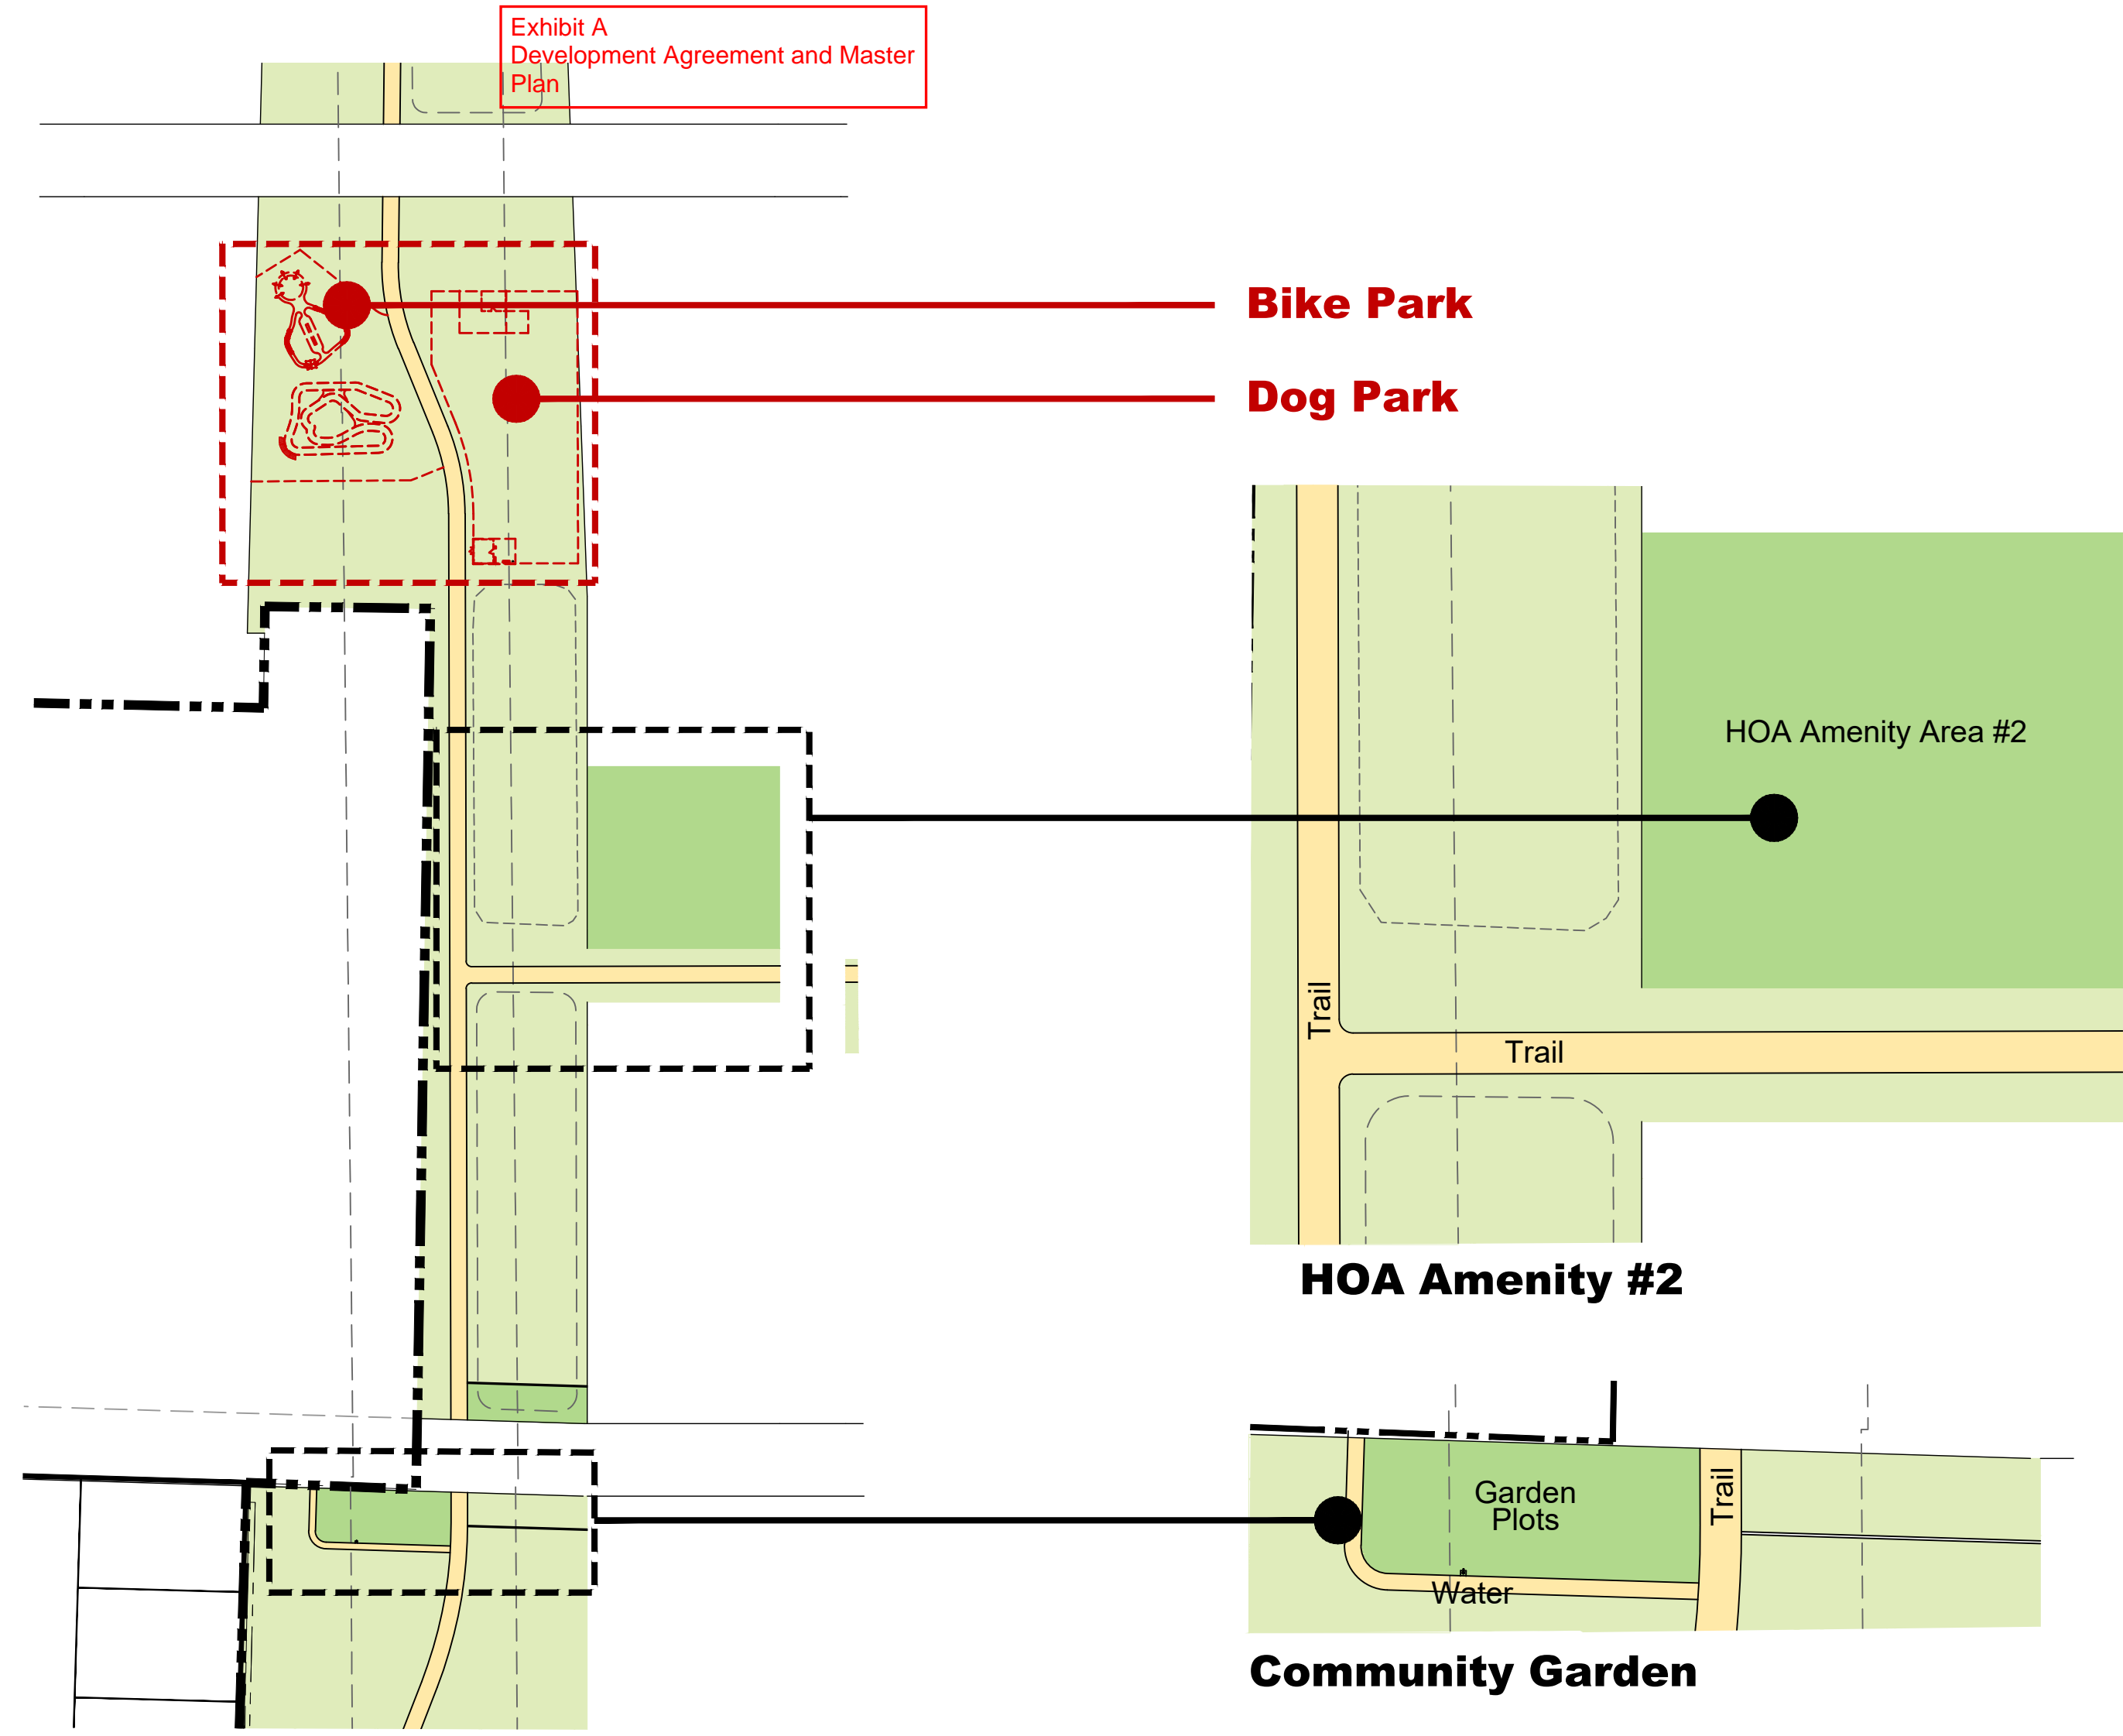 Exhibit A
Development Agreement and Master
Plan
Bike Park
Dog Park
HOA Amenity Area #2
Trail
Trail
HOA Amenity #2
Garden
Plots
Trail
Water
Community Garden